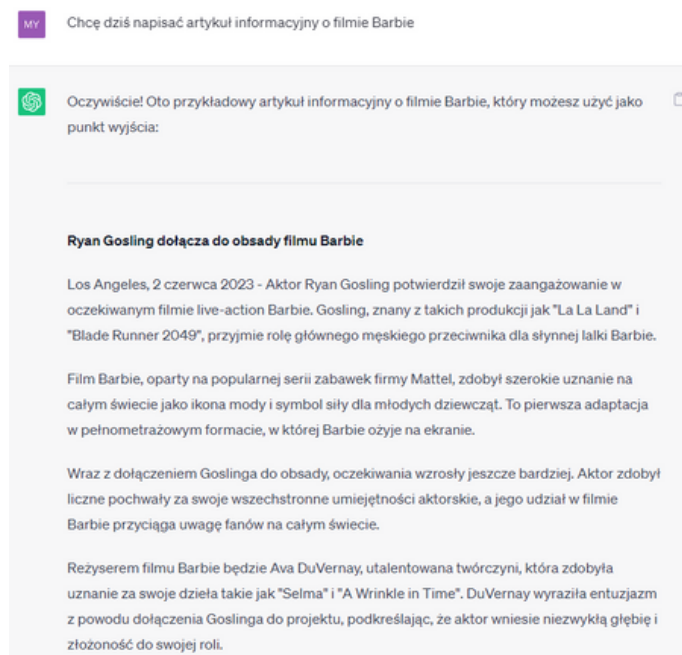 MY
Chcę dziś napisać artykuł informacyjny o filmie Barbie
Oczywiście! Oto przykładowy artykuł informacyjny o filmie Barbie, który możesz użyć jako
punkt wyjścia:
Ryan Gosling dołącza do obsady filmu Barbie
Los Angeles, 2 czerwca 2023 - Aktor Ryan Gosling potwierdził swoje zaangażowanie w
oczekiwanym filmie live-action Barbie. Gosling, znany z takich produkcji jak "La La Land" i
"Blade Runner 2049", przyjmie rolę głównego męskiego przeciwnika dla słynnej lalki Barbie.
Film Barbie, oparty na popularnej serii zabawek firmy Mattel, zdobył szerokie uznanie na
całym świecie jako ikona mody i symbol siły dla młodych dziewcząt. To pierwsza adaptacja
w pełnometrażowym formacie, w której Barbie ożyje na ekranie.
Wraz z dołączeniem Goslinga do obsady, oczekiwania wzrosły jeszcze bardziej. Aktor zdobył
liczne pochwały za swoje wszechstronne umiejętności aktorskie, a jego udział w filmie
Barbie przyciąga uwagę fanów na całym świecie.
Reżyserem filmu Barbie będzie Ava DuVernay, utalentowana twórczyni, która zdobyła
uznanie za swoje dzieła takie jak "Selma" i "A Wrinkle in Time". DuVernay wyraziła entuzjazm
z powodu dołączenia Goslinga do projektu, podkreślając, że aktor wniesie niezwykłą głębię i
złożoność do swojej roli.